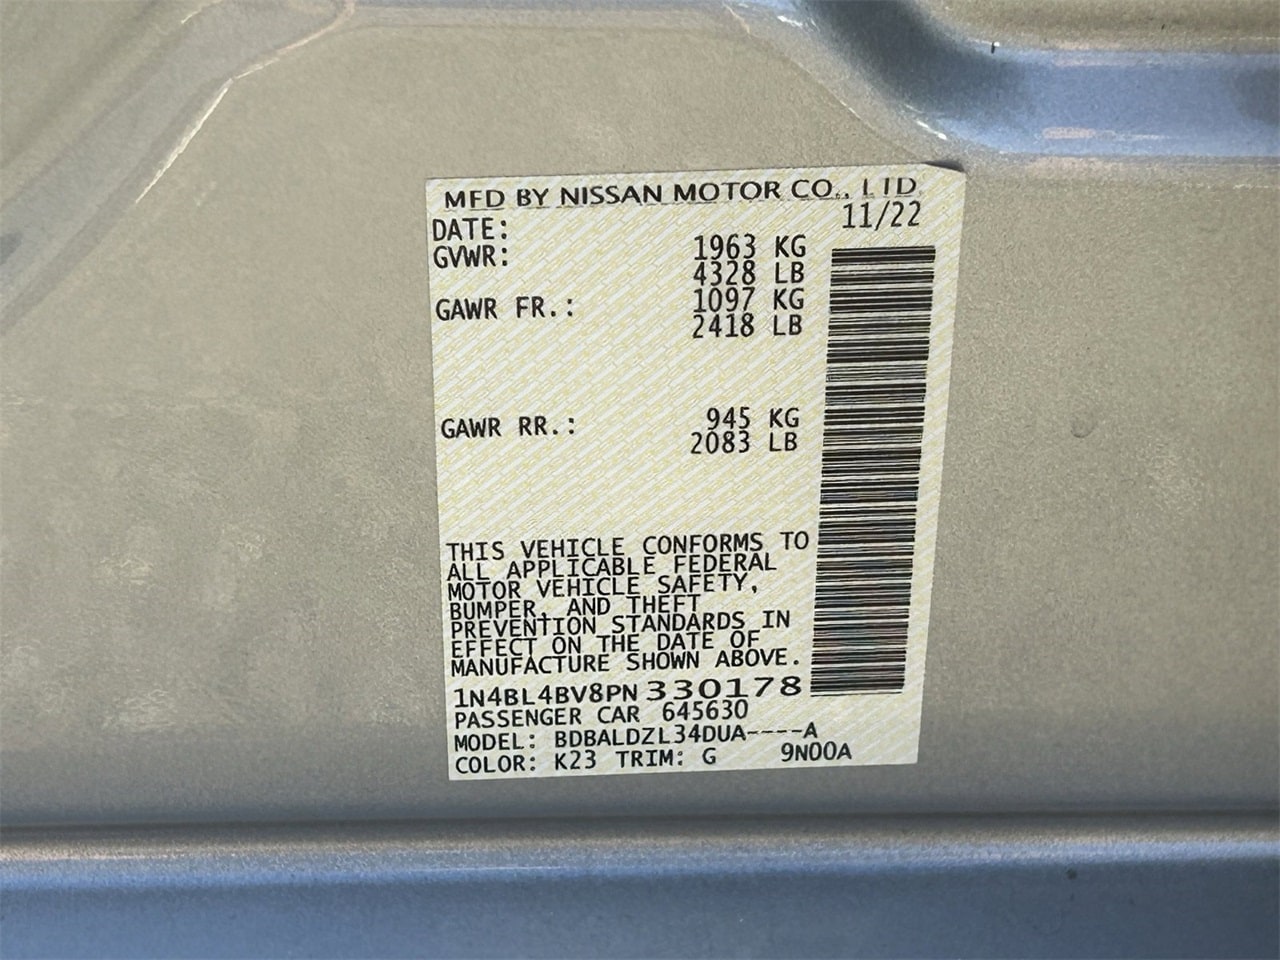 MFD BY NISSAN MOTOR CO., LTD.
DATE: 11/22
GVWR: 1963 KG
4328 LB
GAWR FR.: 1097 KG
2418 LB
GAWR RR.: 945 KG
2083 LB
THIS VEHICLE CONFORMS TO
ALL APPLICABLE FEDERAL
MOTOR VEHICLE SAFETY,
BUMPER, AND THEFT
PREVENTION STANDARDS IN
EFFECT ON THE DATE OF
MANUFACTURE SHOWN ABOVE.
1N4BL4BV8PN330178
PASSENGER CAR 645630
MODEL: BDBALDZL34DUA----A
COLOR: K23 TRIM: G 9N00A